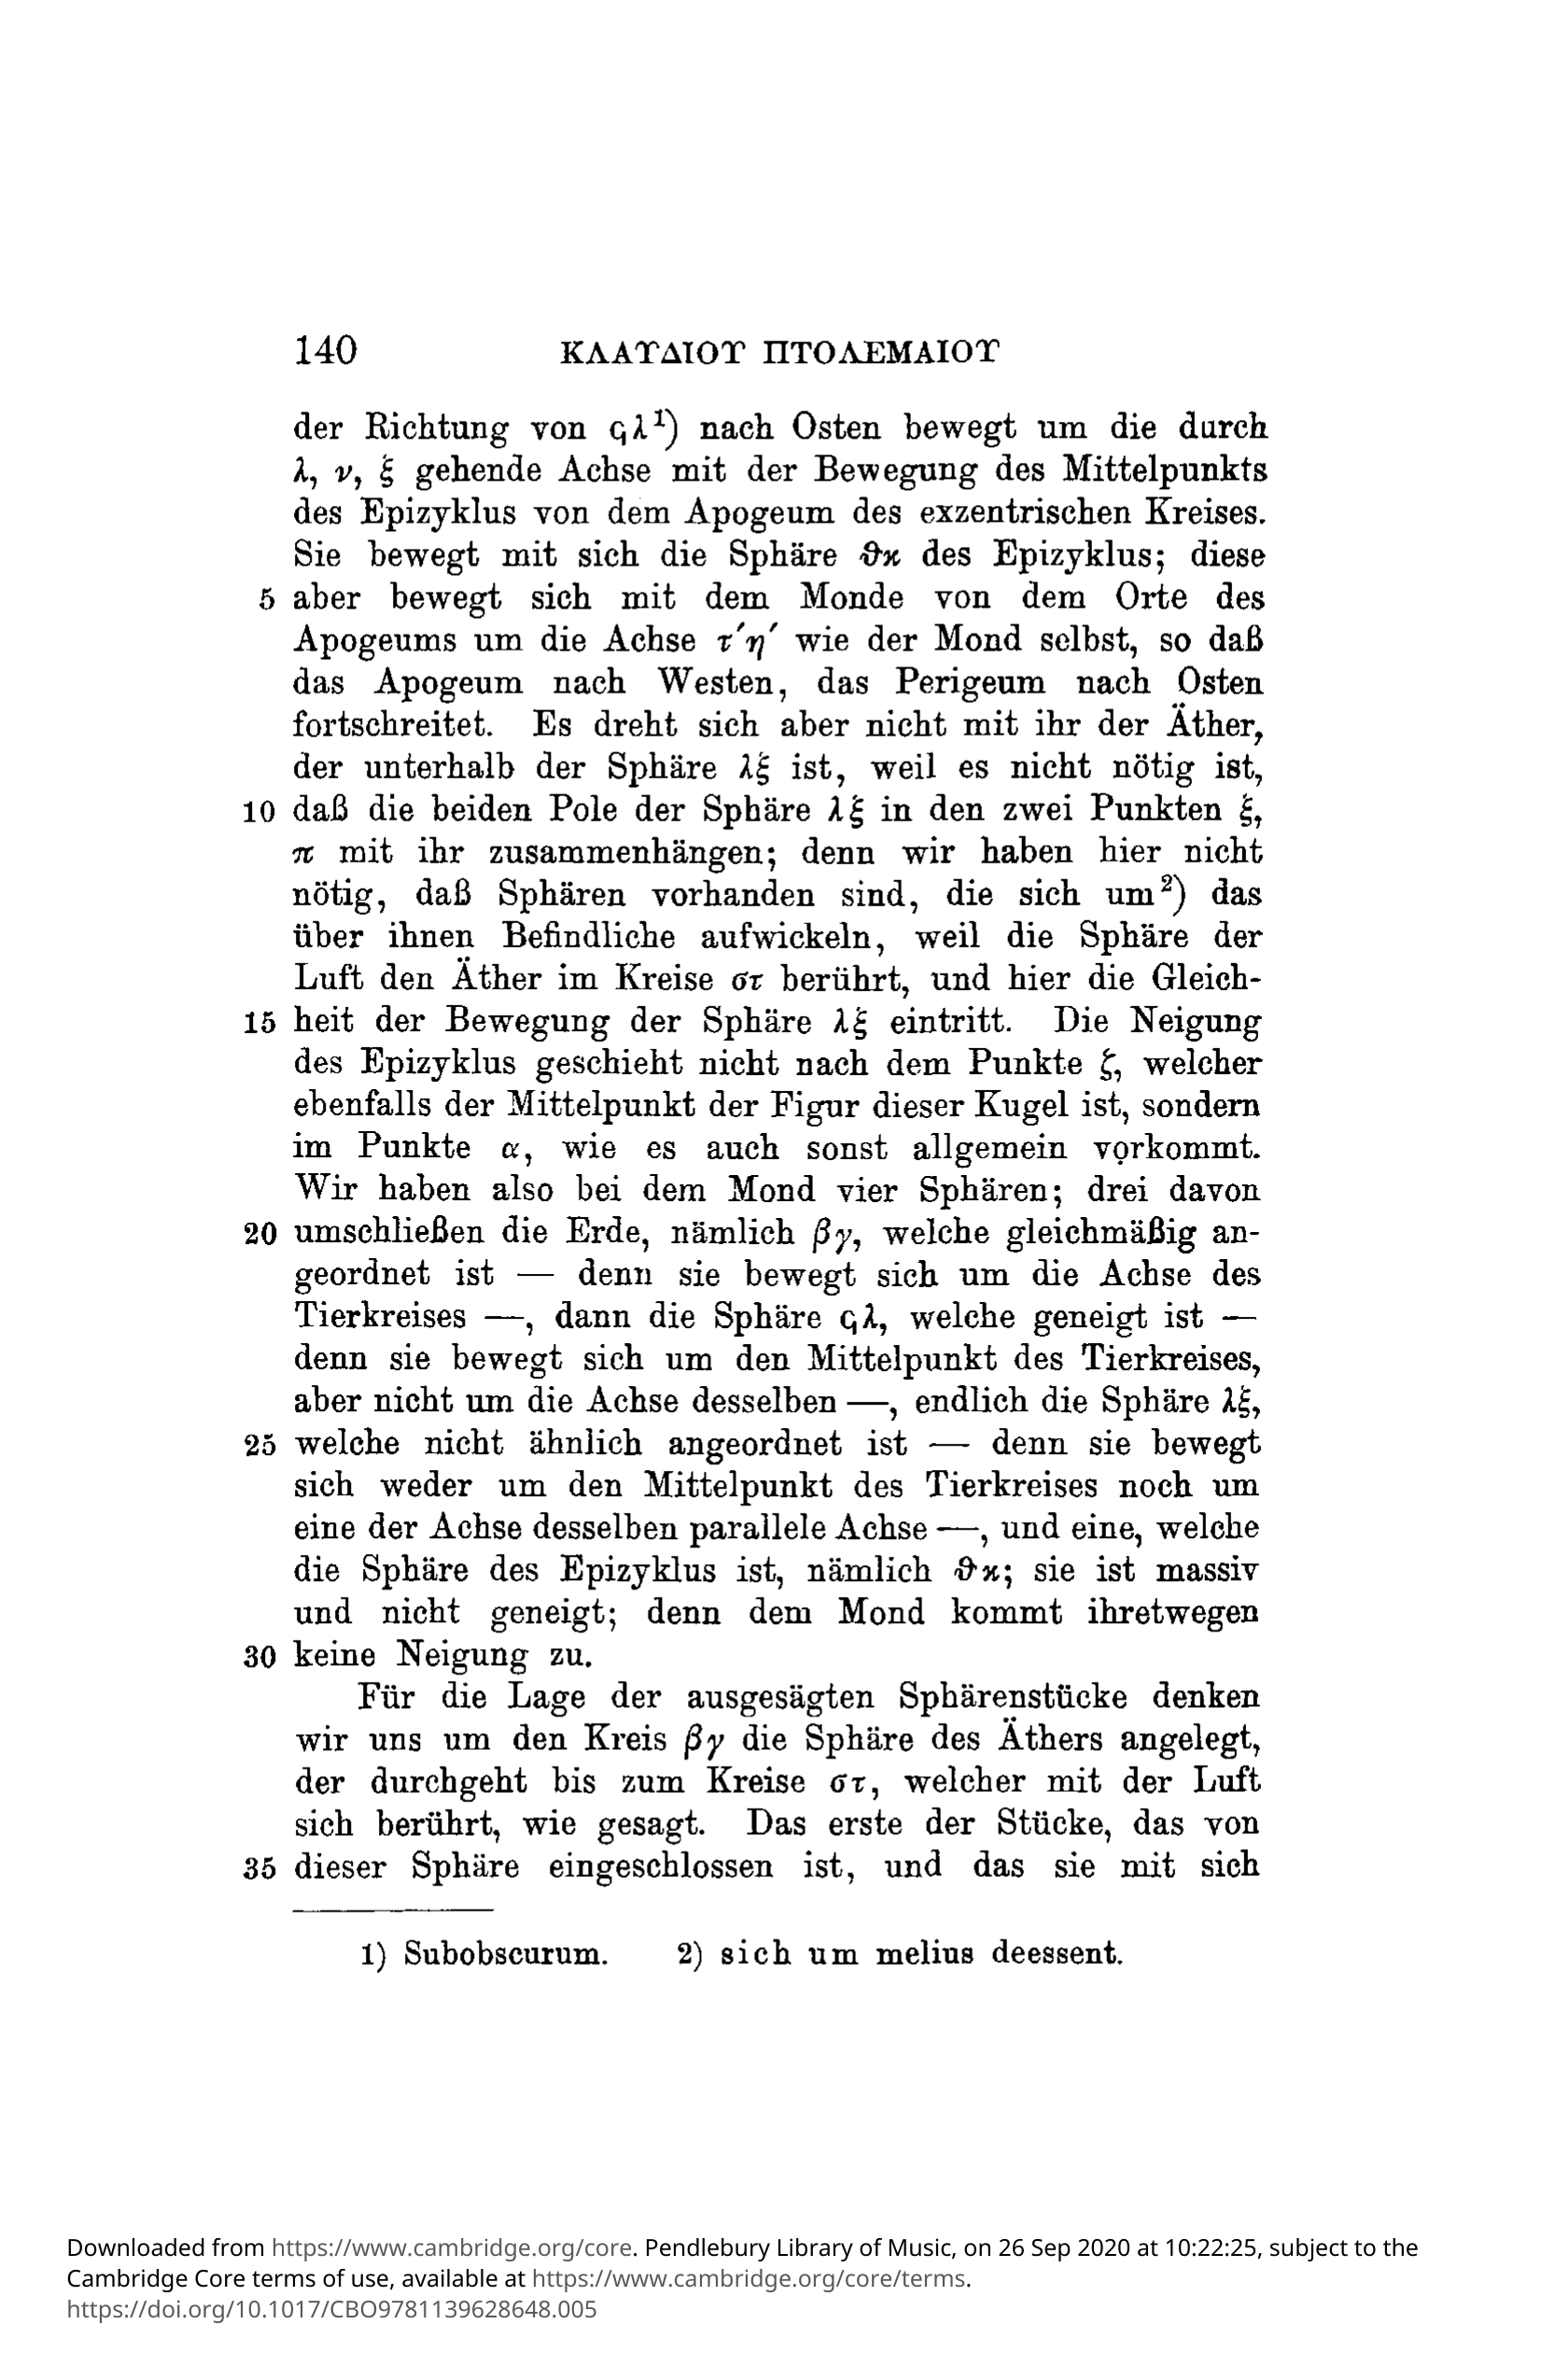 140 ΚΛΑΥΔΙΟΥ ΠΤΟΛΕΜΑΙΟΥ
der Richtung von ϟλ¹) nach Osten bewegt um die durch
λ, ν, ξ gehende Achse mit der Bewegung des Mittelpunkts
des Epizyklus von dem Apogeum des exzentrischen Kreises.
Sie bewegt mit sich die Sphäre ϑϰ des Epizyklus; diese
5 aber bewegt sich mit dem Monde von dem Orte des
Apogeums um die Achse τ′η′ wie der Mond selbst, so daß
das Apogeum nach Westen, das Perigeum nach Osten
fortschreitet. Es dreht sich aber nicht mit ihr der Äther,
der unterhalb der Sphäre λξ ist, weil es nicht nötig ist,
10 daß die beiden Pole der Sphäre λξ in den zwei Punkten ξ,
π mit ihr zusammenhängen; denn wir haben hier nicht
nötig, daß Sphären vorhanden sind, die sich um²) das
über ihnen Befindliche aufwickeln, weil die Sphäre der
Luft den Äther im Kreise στ berührt, und hier die Gleich-
15 heit der Bewegung der Sphäre λξ eintritt. Die Neigung
des Epizyklus geschieht nicht nach dem Punkte ζ, welcher
ebenfalls der Mittelpunkt der Figur dieser Kugel ist, sondern
im Punkte α, wie es auch sonst allgemein vorkommt.
Wir haben also bei dem Mond vier Sphären; drei davon
20 umschließen die Erde, nämlich βγ, welche gleichmäßig an-
geordnet ist — denn sie bewegt sich um die Achse des
Tierkreises —, dann die Sphäre ϟλ, welche geneigt ist —
denn sie bewegt sich um den Mittelpunkt des Tierkreises,
aber nicht um die Achse desselben —, endlich die Sphäre λξ,
25 welche nicht ähnlich angeordnet ist — denn sie bewegt
sich weder um den Mittelpunkt des Tierkreises noch um
eine der Achse desselben parallele Achse —, und eine, welche
die Sphäre des Epizyklus ist, nämlich ϑϰ; sie ist massiv
und nicht geneigt; denn dem Mond kommt ihretwegen
30 keine Neigung zu.
Für die Lage der ausgesägten Sphärenstücke denken
wir uns um den Kreis βγ die Sphäre des Äthers angelegt,
der durchgeht bis zum Kreise στ, welcher mit der Luft
sich berührt, wie gesagt. Das erste der Stücke, das von
35 dieser Sphäre eingeschlossen ist, und das sie mit sich
1) Subobscurum. 2) sich um melius deessent.
Downloaded from https://www.cambridge.org/core. Pendlebury Library of Music, on 26 Sep 2020 at 10:22:25, subject to the
Cambridge Core terms of use, available at https://www.cambridge.org/core/terms.
https://doi.org/10.1017/CBO9781139628648.005